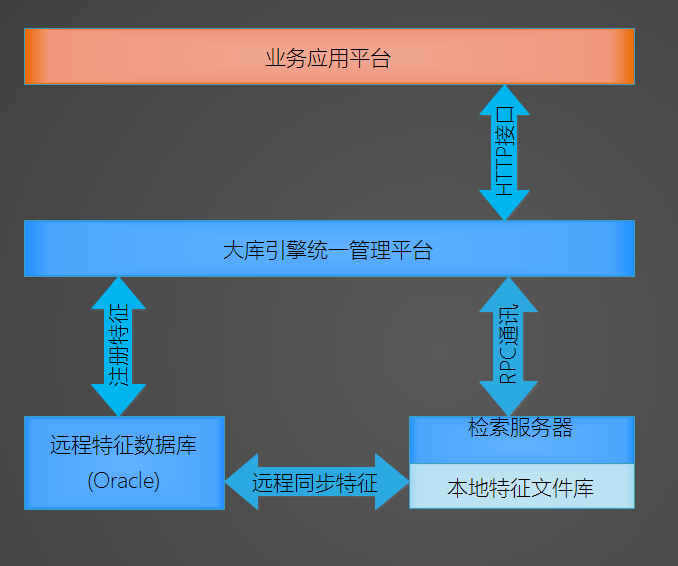 业务应用平台
HTTP接口
大库引擎统一管理平台
注册特征
RPC通讯
远程特征数据库
(Oracle)
检索服务器
远程同步特征
本地特征文件库